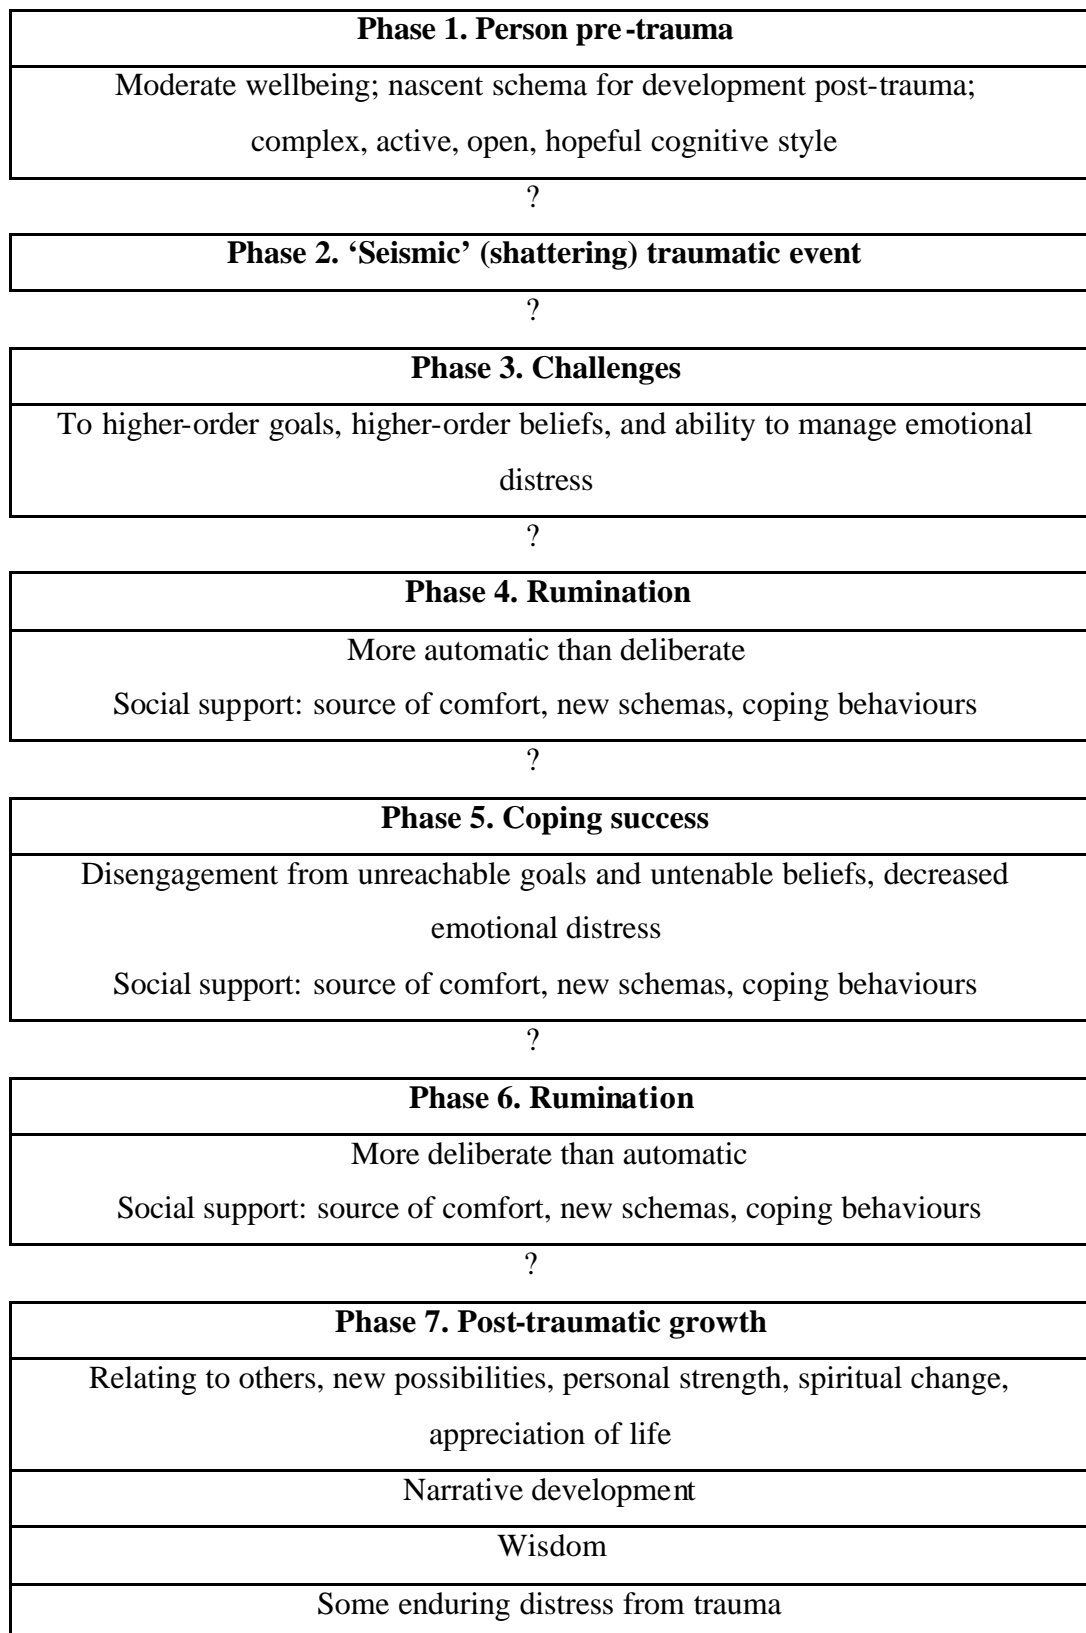 Phase 1. Person pre-trauma
Moderate wellbeing; nascent schema for development post-trauma;
complex, active, open, hopeful cognitive style
?
Phase 2. ‘Seismic’ (shattering) traumatic event
?
Phase 3. Challenges
To higher-order goals, higher-order beliefs, and ability to manage emotional
distress
?
Phase 4. Rumination
More automatic than deliberate
Social support: source of comfort, new schemas, coping behaviours
?
Phase 5. Coping success
Disengagement from unreachable goals and untenable beliefs, decreased
emotional distress
Social support: source of comfort, new schemas, coping behaviours
?
Phase 6. Rumination
More deliberate than automatic
Social support: source of comfort, new schemas, coping behaviours
?
Phase 7. Post-traumatic growth
Relating to others, new possibilities, personal strength, spiritual change,
appreciation of life
Narrative development
Wisdom
Some enduring distress from trauma